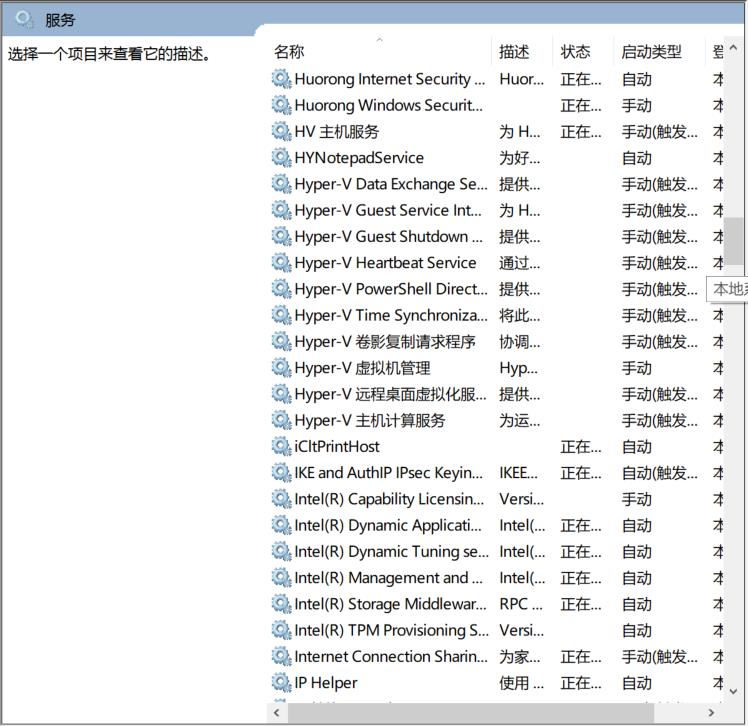 服务
选择一个项目来查看它的描述。
名称 描述 状态 启动类型 登
Huorong Internet Security ... Huor... 正在... 自动 本
Huorong Windows Securit... 正在... 手动 本
HV 主机服务 为 H... 正在... 手动(触发... 本
HYNotepadService 为好... 自动 本
Hyper-V Data Exchange Se... 提供... 手动(触发... 本
Hyper-V Guest Service Int... 为 H... 手动(触发... 本
Hyper-V Guest Shutdown ... 提供... 手动(触发... 本
Hyper-V Heartbeat Service 通过... 手动(触发... 本
Hyper-V PowerShell Direct... 提供... 手动(触发... 本地系
Hyper-V Time Synchroniza... 将此... 手动(触发... 本
Hyper-V 卷影复制请求程序 协调... 手动(触发... 本
Hyper-V 虚拟机管理 Hyp... 手动 本
Hyper-V 远程桌面虚拟化服... 提供... 手动(触发... 本
Hyper-V 主机计算服务 为运... 手动(触发... 本
iCltPrintHost 正在... 自动 本
IKE and AuthIP IPsec Keyin... IKEE... 正在... 自动(触发... 本
Intel(R) Capability Licensin... Versi... 手动 本
Intel(R) Dynamic Applicati... Intel(... 正在... 自动 本
Intel(R) Dynamic Tuning se... Intel(... 正在... 自动 本
Intel(R) Management and ... Intel(... 正在... 自动 本
Intel(R) Storage Middlewar... RPC ... 正在... 自动 本
Intel(R) TPM Provisioning S... Versi... 自动 本
Internet Connection Sharin... 为家... 正在... 手动(触发... 本
IP Helper 使用 ... 正在... 自动 本